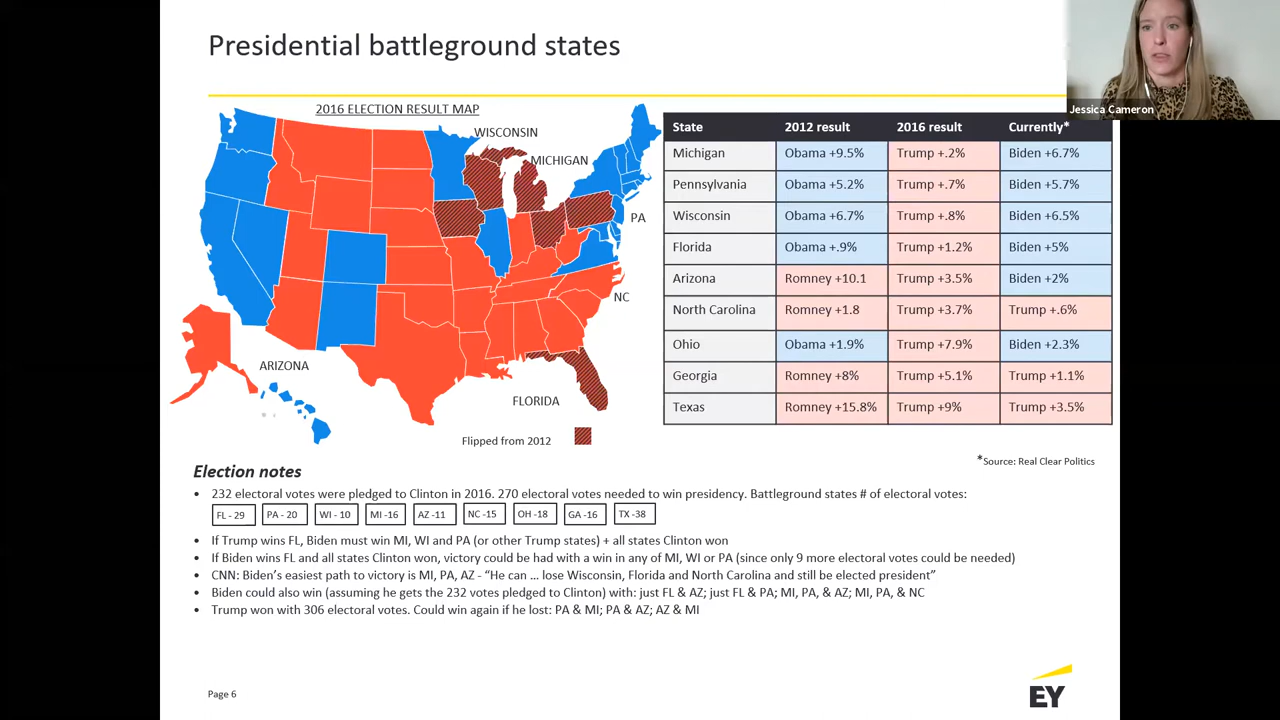 Presidential battleground states
Jessica Cameron
2016 ELECTION RESULT MAP
WISCONSIN
MICHIGAN
PA
NC
ARIZONA
FLORIDA
Flipped from 2012
State 2012 result 2016 result Currently*
Michigan Obama +9.5% Trump +.2% Biden +6.7%
Pennsylvania Obama +5.2% Trump +.7% Biden +5.7%
Wisconsin Obama +6.7% Trump +.8% Biden +6.5%
Florida Obama +.9% Trump +1.2% Biden +5%
Arizona Romney +10.1 Trump +3.5% Biden +2%
North Carolina Romney +1.8 Trump +3.7% Trump +.6%
Ohio Obama +1.9% Trump +7.9% Biden +2.3%
Georgia Romney +8% Trump +5.1% Trump +1.1%
Texas Romney +15.8% Trump +9% Trump +3.5%
*Source: Real Clear Politics
Election notes
• 232 electoral votes were pledged to Clinton in 2016. 270 electoral votes needed to win presidency. Battleground states # of electoral votes:
FL - 29 PA - 20 WI - 10 MI -16 AZ -11 NC -15 OH -18 GA -16 TX -38
• If Trump wins FL, Biden must win MI, WI and PA (or other Trump states) + all states Clinton won
• If Biden wins FL and all states Clinton won, victory could be had with a win in any of MI, WI or PA (since only 9 more electoral votes could be needed)
• CNN: Biden's easiest path to victory is MI, PA, AZ - "He can … lose Wisconsin, Florida and North Carolina and still be elected president"
• Biden could also win (assuming he gets the 232 votes pledged to Clinton) with: just FL & AZ; just FL & PA; MI, PA, & AZ; MI, PA, & NC
• Trump won with 306 electoral votes. Could win again if he lost: PA & MI; PA & AZ; AZ & MI
Page 6
EY